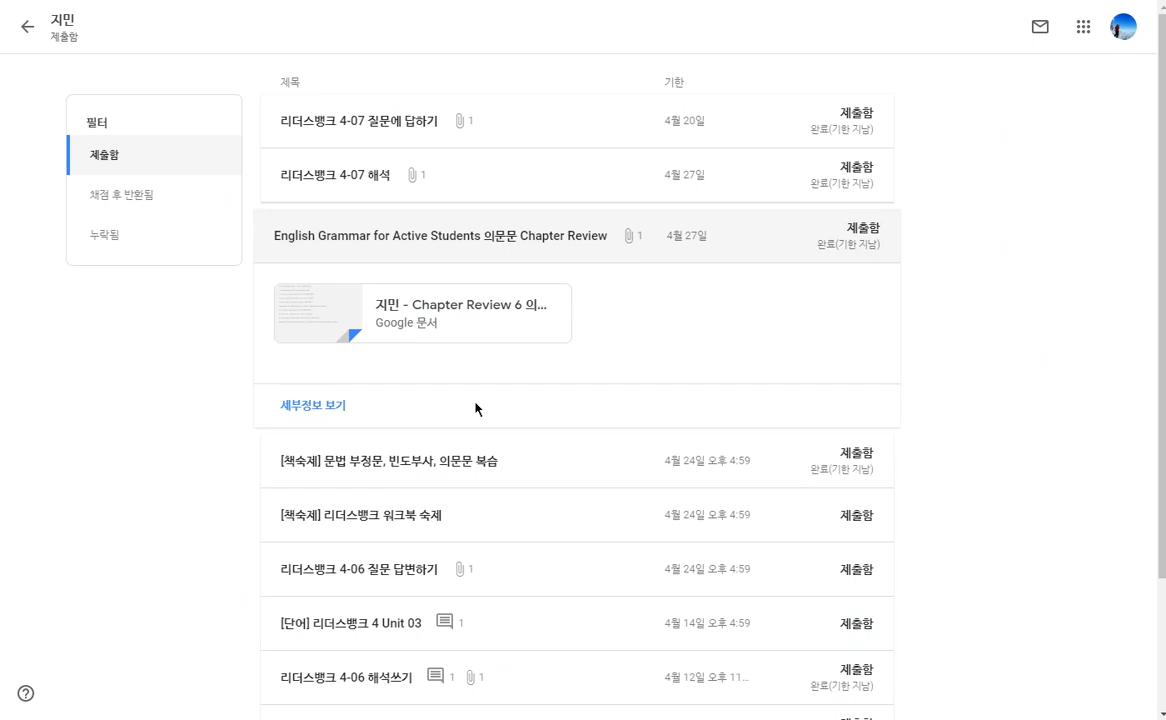 지민
제출함
제목
기한
필터
제출함
채점 후 반환됨
누락됨
리더스뱅크 4-07 질문에 답하기 1 4월 20일 제출함
완료(기한 지남)
리더스뱅크 4-07 해석 1 4월 27일 제출함
완료(기한 지남)
English Grammar for Active Students 의문문 Chapter Review 1 4월 27일 제출함
완료(기한 지남)
지민 - Chapter Review 6 의...
Google 문서
세부정보 보기
[책숙제] 문법 부정문, 빈도부사, 의문문 복습 4월 24일 오후 4:59 제출함
완료(기한 지남)
[책숙제] 리더스뱅크 워크북 숙제 4월 24일 오후 4:59 제출함
리더스뱅크 4-06 질문 답변하기 1 4월 24일 오후 4:59 제출함
[단어] 리더스뱅크 4 Unit 03 1 4월 14일 오후 4:59 제출함
리더스뱅크 4-06 해석쓰기 1 1 4월 12일 오후 11... 제출함
완료(기한 지남)